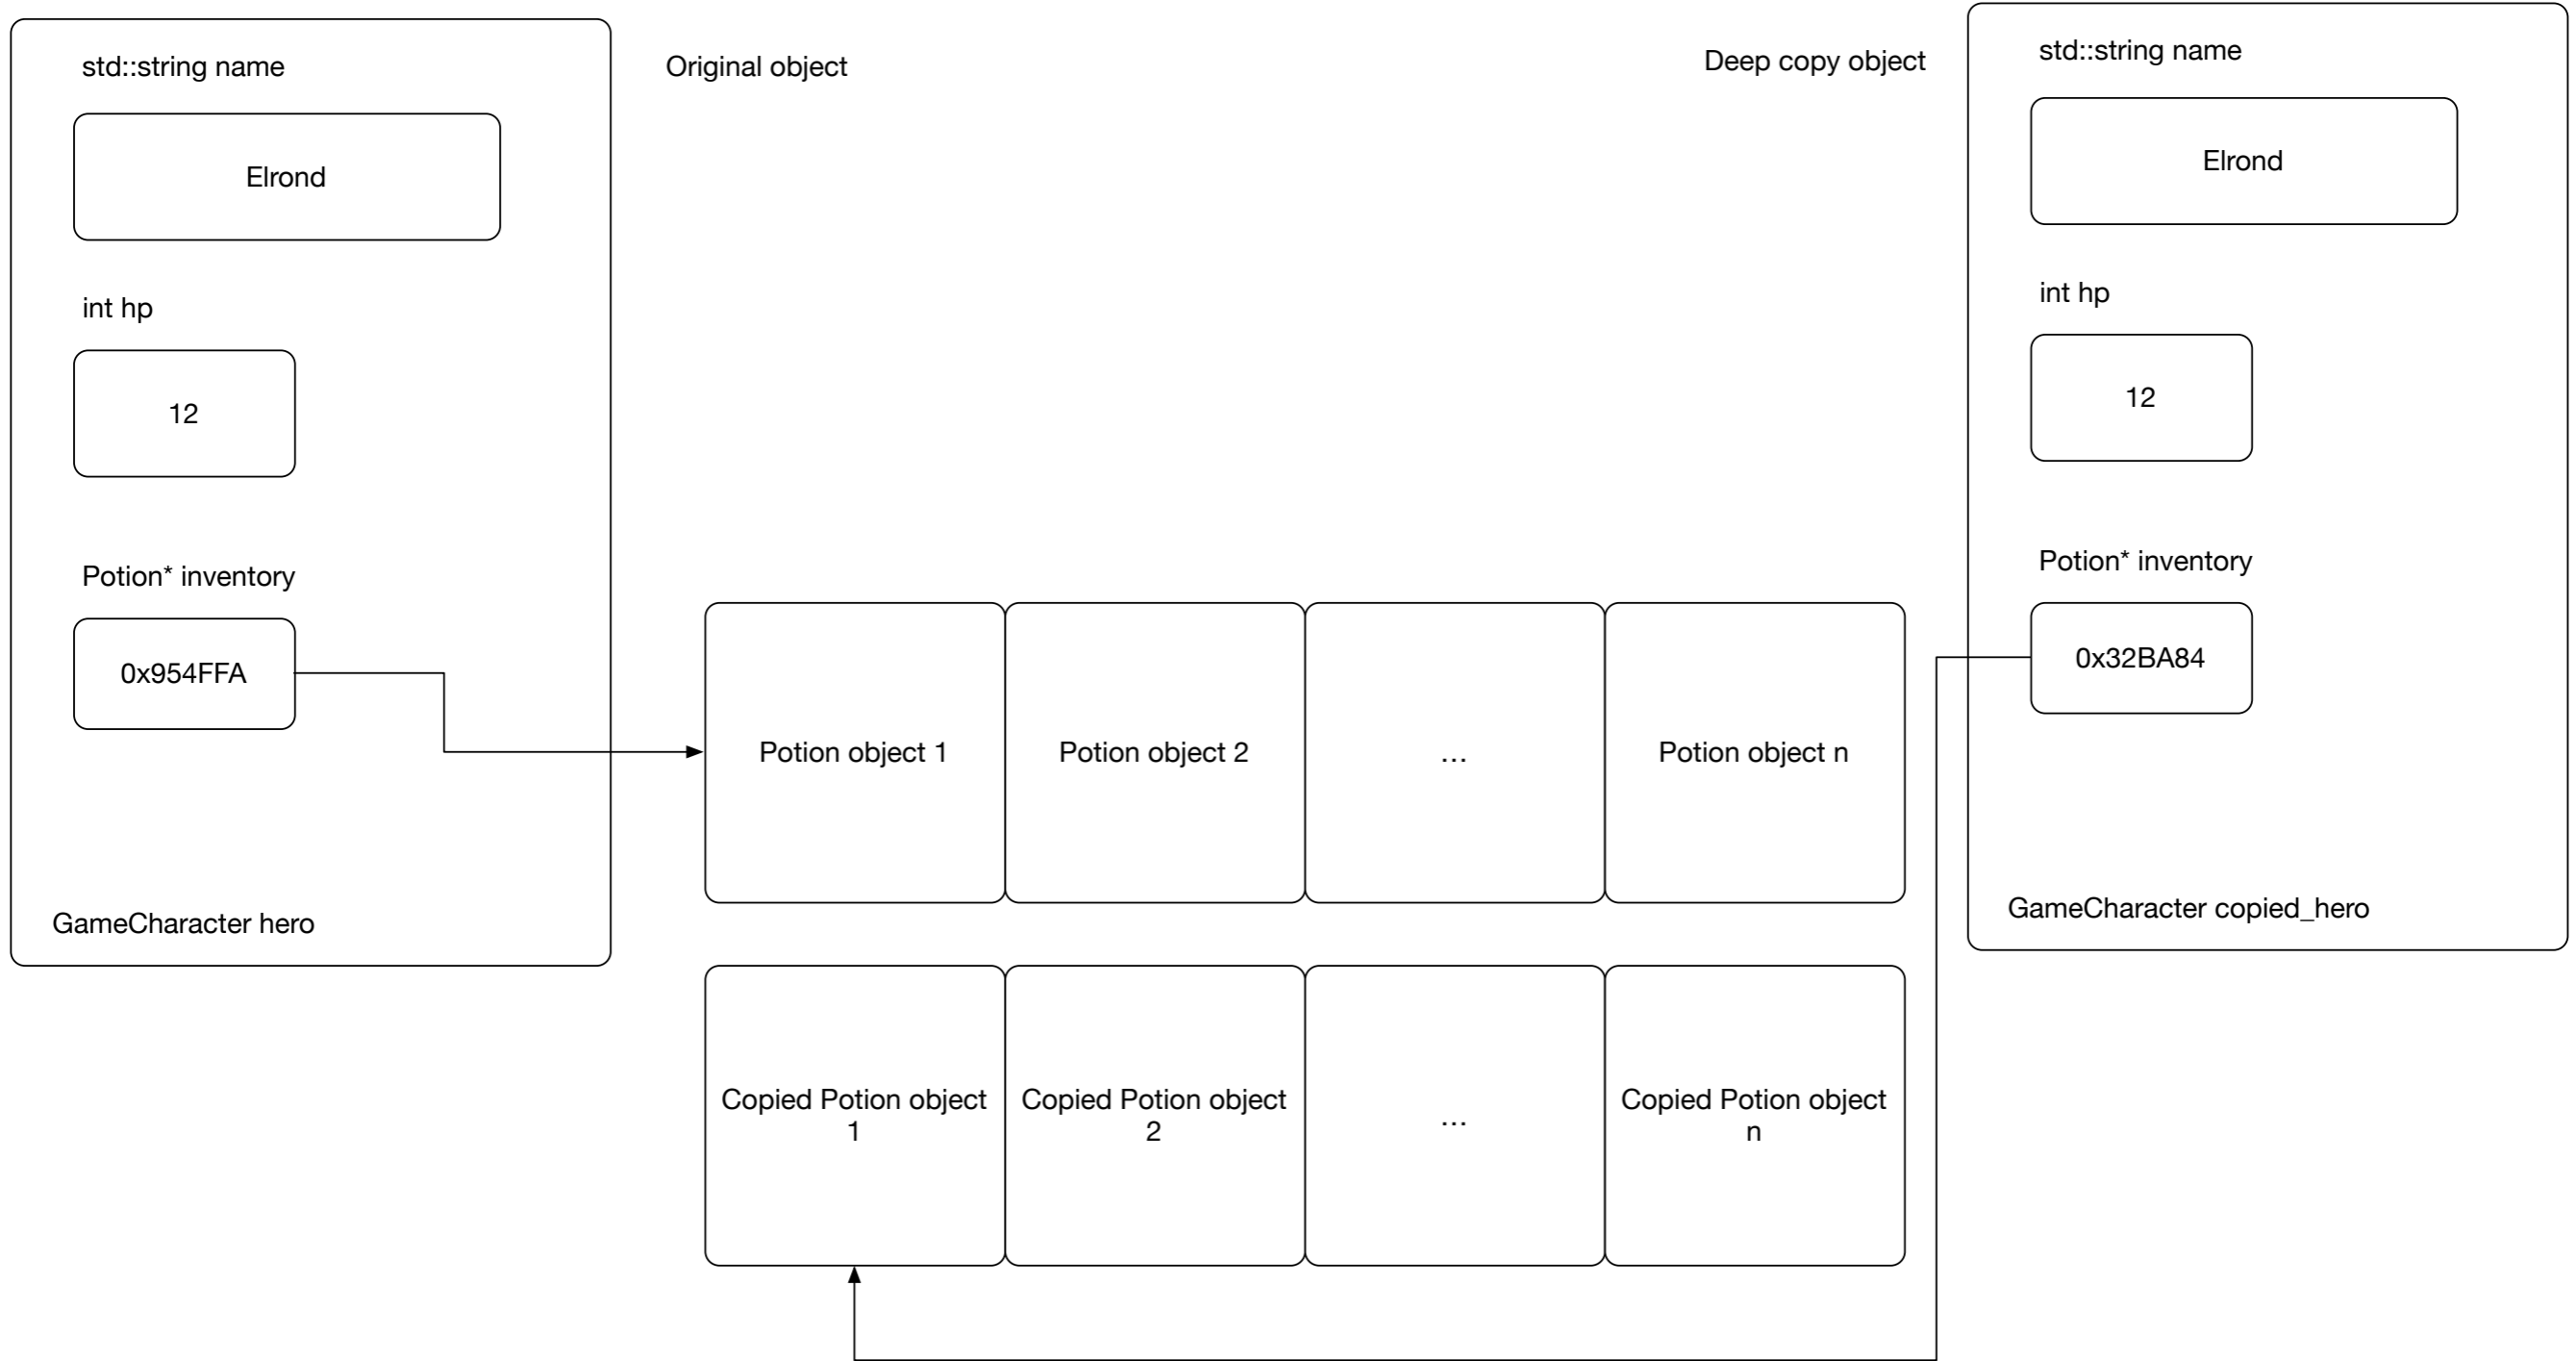 std::string name
Original object
Deep copy object
std::string name
Elrond
Elrond
int hp
int hp
12
12
Potion* inventory
Potion* inventory
0x954FFA
0x32BA84
Potion object 1
Potion object 2
...
Potion object n
GameCharacter hero
GameCharacter copied_hero
Copied Potion object
1
Copied Potion object
2
...
Copied Potion object
n